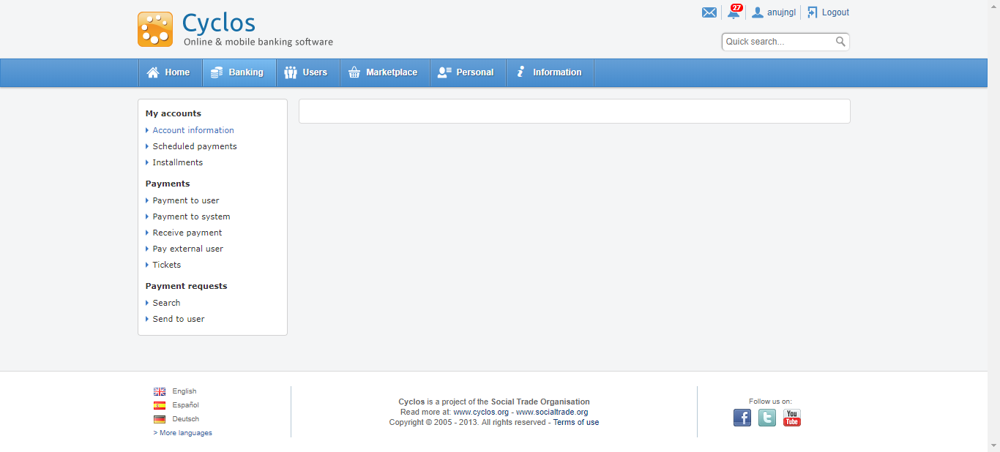 Cyclos
Online & mobile banking software
27
anujngl
Logout
Quick search...
Home
Banking
Users
Marketplace
Personal
Information
My accounts
Account information
Scheduled payments
Installments
Payments
Payment to user
Payment to system
Receive payment
Pay external user
Tickets
Payment requests
Search
Send to user
English
Español
Deutsch
> More languages
Cyclos is a project of the Social Trade Organisation
Read more at: www.cyclos.org - www.socialtrade.org
Copyright © 2005 - 2013. All rights reserved - Terms of use
Follow us on:
f
t
You
Tube